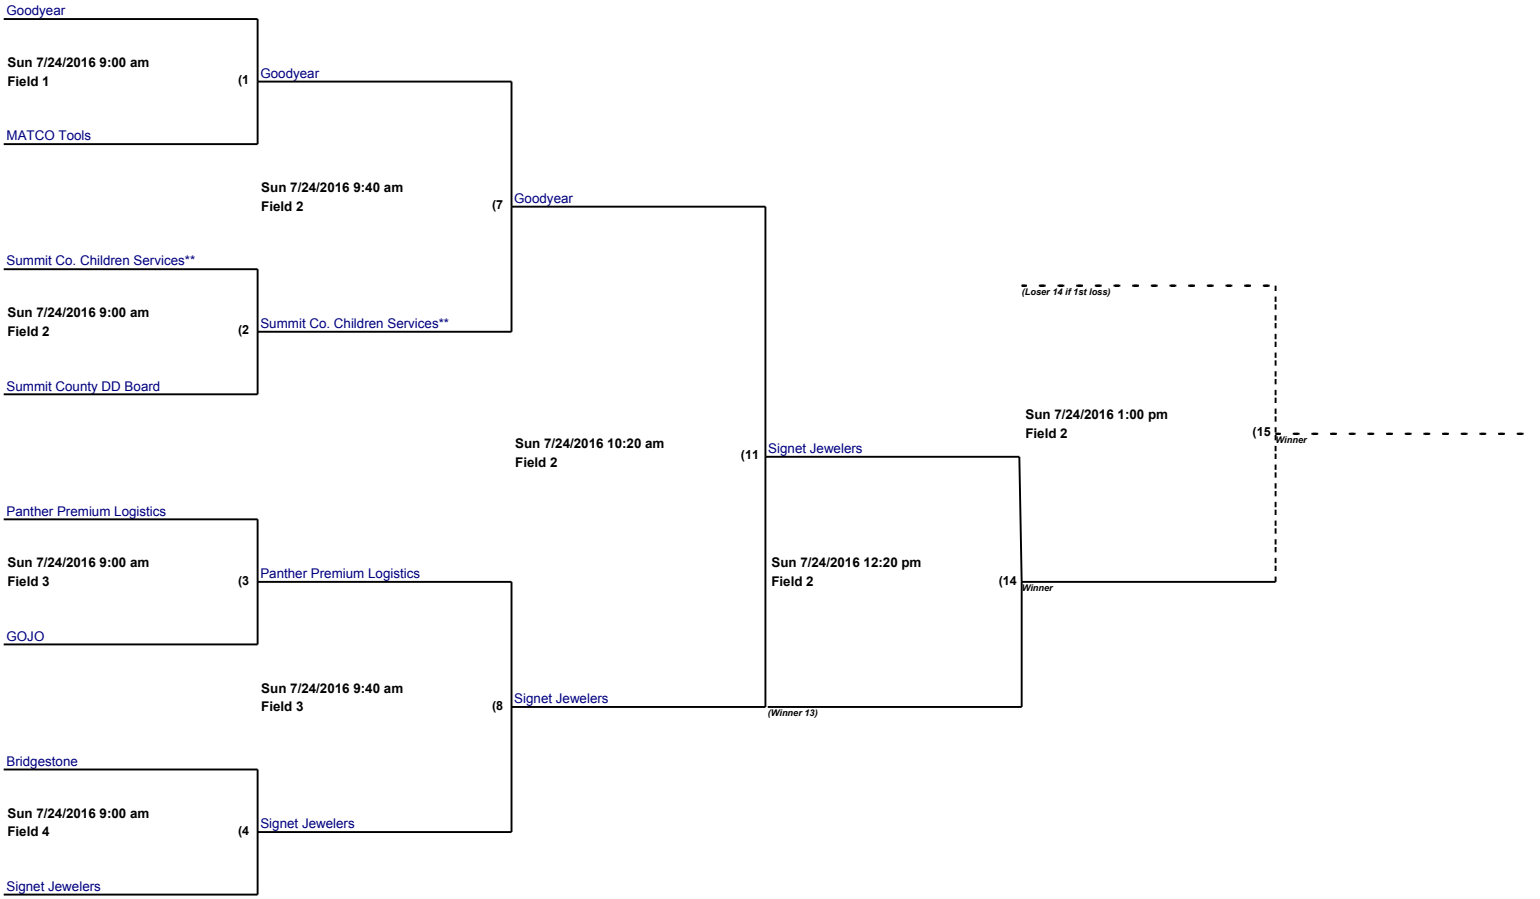 Goodyear
Sun 7/24/2016 9:00 am
Field 1
(1
Goodyear
MATCO Tools
Sun 7/24/2016 9:40 am
Field 2
(7
Goodyear
Summit Co. Children Services**
Sun 7/24/2016 9:00 am
Field 2
(2
Summit Co. Children Services**
Summit County DD Board
(Loser 14 if 1st loss)
Sun 7/24/2016 1:00 pm
Field 2
(15
Winner
Sun 7/24/2016 10:20 am
Field 2
(11
Signet Jewelers
Panther Premium Logistics
Sun 7/24/2016 9:00 am
Field 3
(3
Panther Premium Logistics
Sun 7/24/2016 12:20 pm
Field 2
(14
Winner
GOJO
Sun 7/24/2016 9:40 am
Field 3
(8
Signet Jewelers
(Winner 13)
Bridgestone
Sun 7/24/2016 9:00 am
Field 4
(4
Signet Jewelers
Signet Jewelers